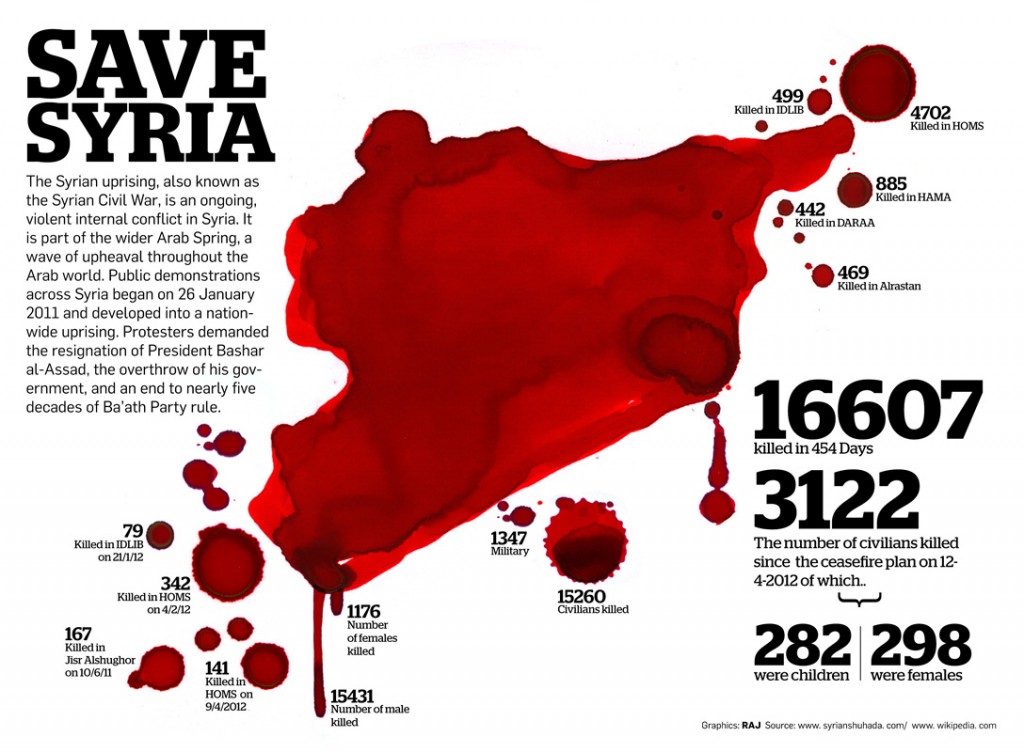 SAVE
SYRIA
The Syrian uprising, also known as
the Syrian Civil War, is an ongoing,
violent internal conflict in Syria. It
is part of the wider Arab Spring, a
wave of upheaval throughout the
Arab world. Public demonstrations
across Syria began on 26 January
2011 and developed into a nation-
wide uprising. Protesters demanded
the resignation of President Bashar
al-Assad, the overthrow of his gov-
ernment, and an end to nearly five
decades of Ba'ath Party rule.
499
Killed in IDLIB
4702
Killed in HOMS
885
Killed in HAMA
442
Killed in DARAA
469
Killed in Alrastan
16607
killed in 454 Days
3122
The number of civilians killed
since the ceasefire plan on 12-
4-2012 of which..
282
were children
298
were females
79
Killed in IDLIB
on 21/1/12
342
Killed in HOMS
on 4/2/12
167
Killed in
Jisr Alshughor
on 10/6/11
141
Killed in
HOMS on
9/4/2012
1176
Number
of females
killed
15431
Number of male
killed
1347
Military
15260
Civilians killed
Graphics: RAJ Source: www. syrianshuhada. com/ www. wikipedia. com